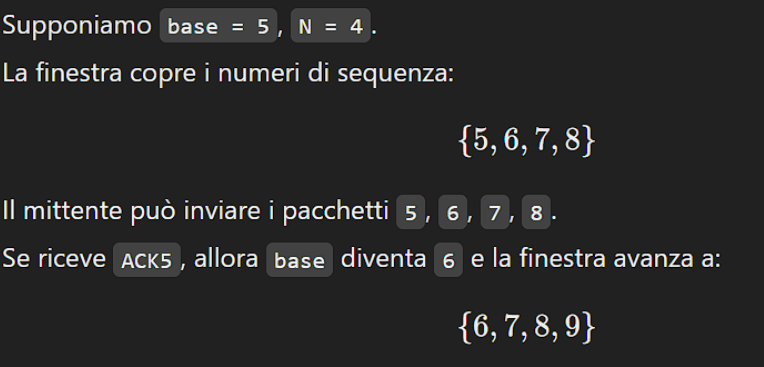 Supponiamo base = 5, N = 4.
La finestra copre i numeri di sequenza:
{5, 6, 7, 8}
Il mittente può inviare i pacchetti 5, 6, 7, 8.
Se riceve ACK5, allora base diventa 6 e la finestra avanza a:
{6, 7, 8, 9}